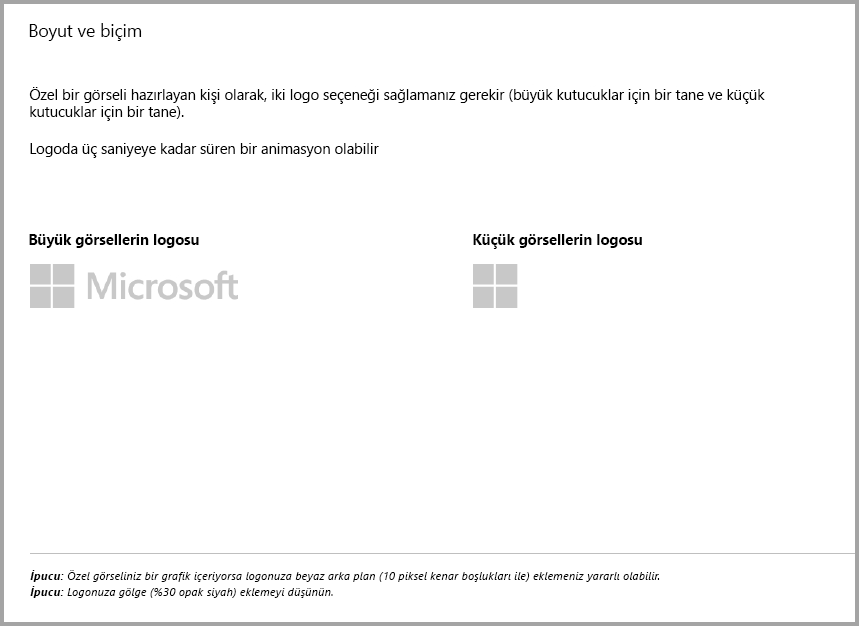 Boyut ve biçim
Özel bir görseli hazırlayan kişi olarak, iki logo seçeneği sağlamanız gerekir (büyük kutucuklar için bir tane ve küçük
kutucuklar için bir tane).
Logoda üç saniyeye kadar süren bir animasyon olabilir
Büyük görsellerin logosu
Küçük görsellerin logosu
Microsoft
İpucu: Özel görseliniz bir grafik içeriyorsa logonuza beyaz arka plan (10 piksel kenar boşlukları ile) eklemeniz yararlı olabilir.
İpucu: Logonuza gölge (%30 opak siyah) eklemeyi düşünün.